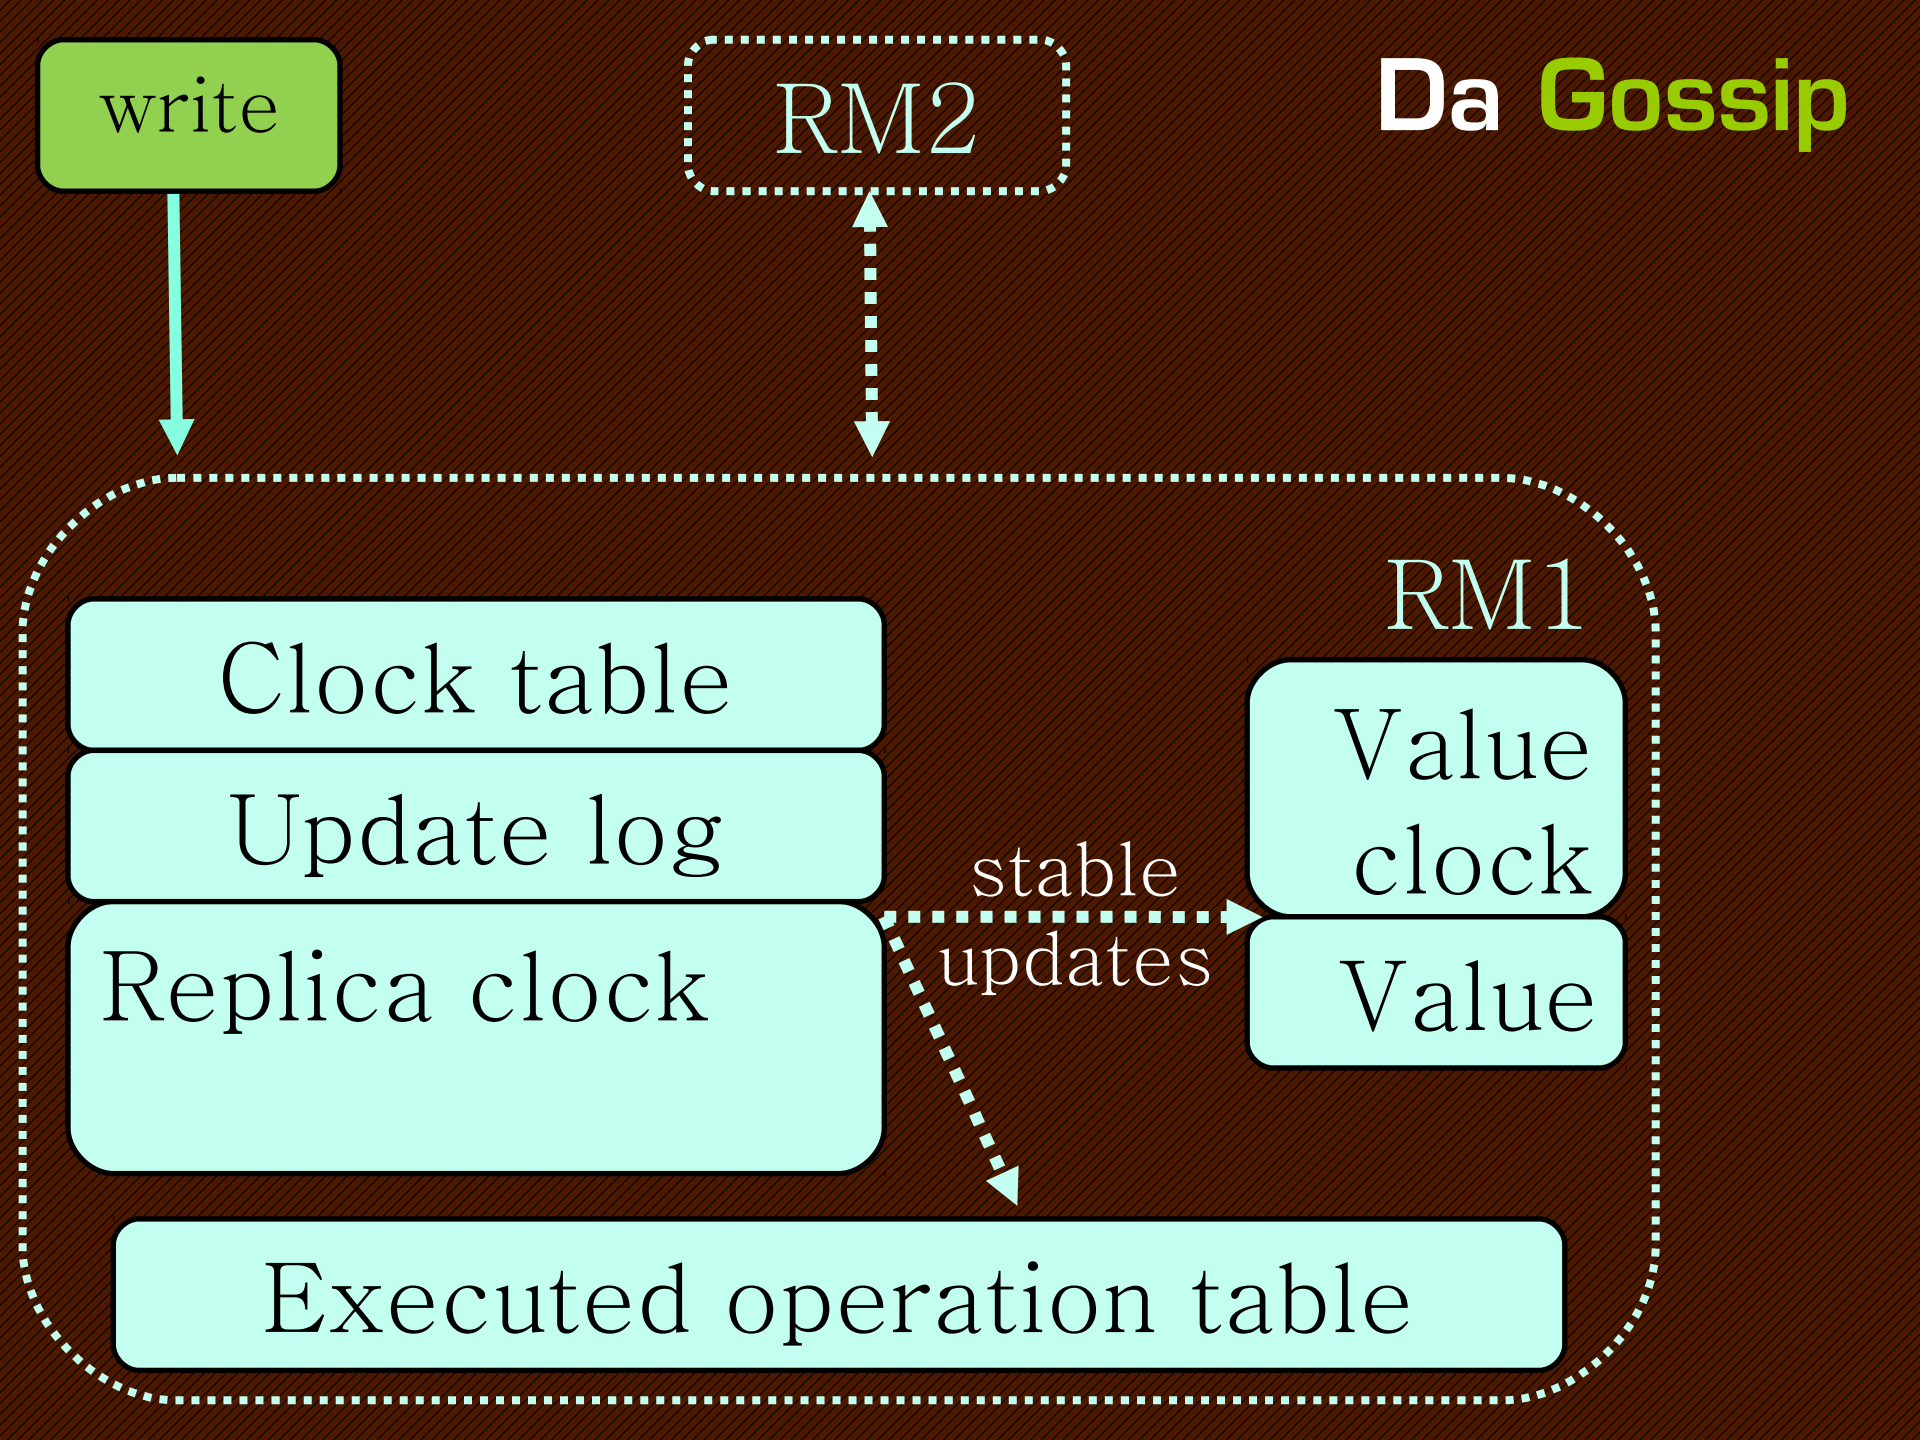 write
RM2
Da Gossip
RM1
Clock table
Update log
Replica clock
stable
updates
Value
clock
Value
Executed operation table